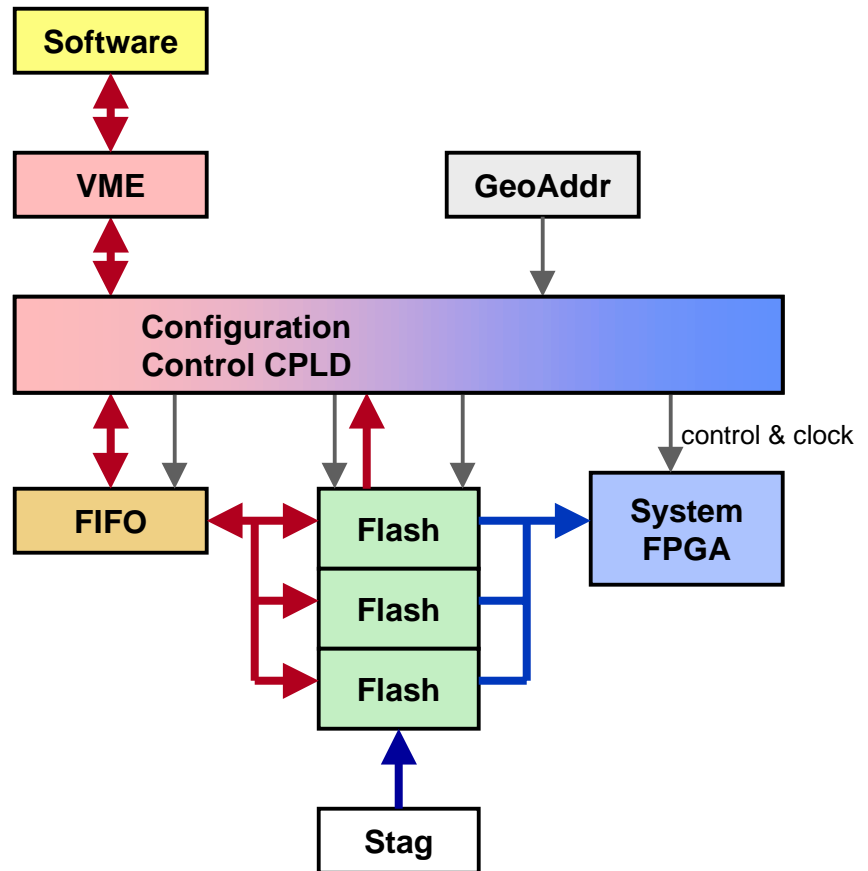 Software
VME
GeoAddr
Configuration
Control CPLD
control & clock
FIFO
Flash
System
FPGA
Flash
Flash
Stag